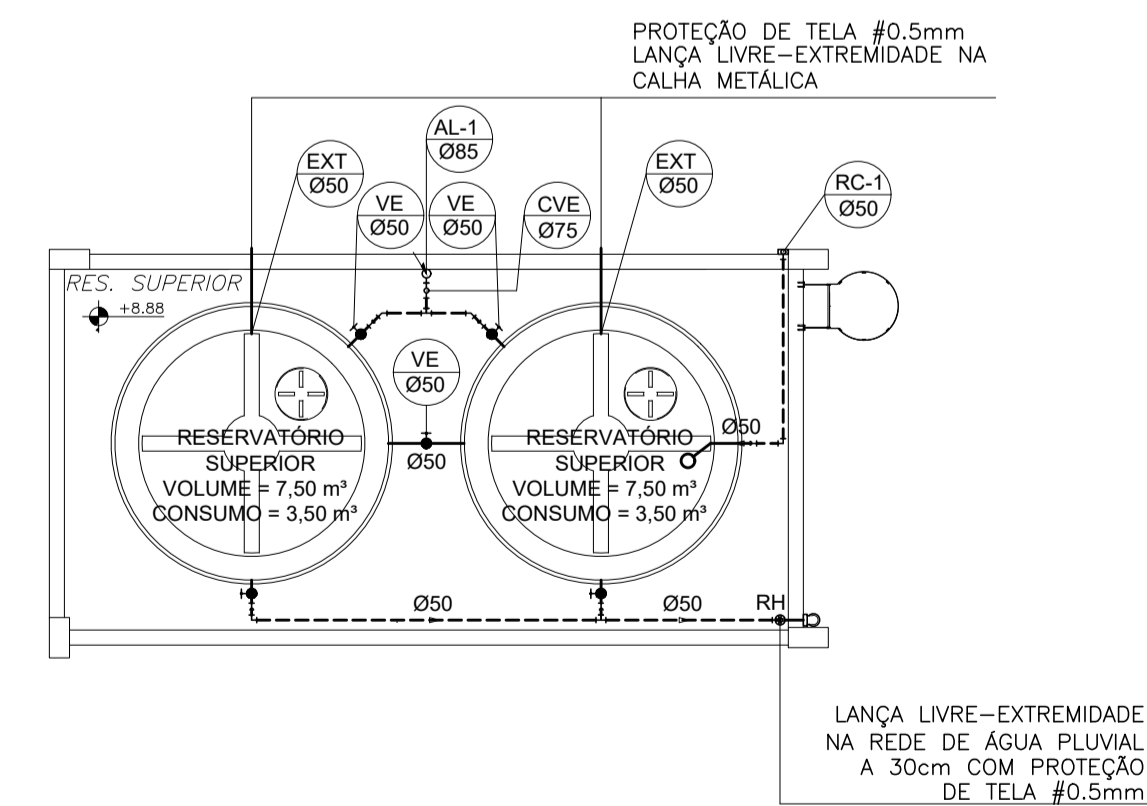 PROTEÇÃO DE TELA #0.5mm
LANÇA LIVRE-EXTREMIDADE NA
CALHA METÁLICA
AL-1
Ø85
EXT
Ø50
VE
Ø50
VE
Ø50
CVE
Ø75
EXT
Ø50
RC-1
Ø50
RES. SUPERIOR
+8.88
VE
Ø50
Ø50
Ø50
RESERVATÓRIO
SUPERIOR
VOLUME = 7,50 m³
CONSUMO = 3,50 m³
RESERVATÓRIO
SUPERIOR
VOLUME = 7,50 m³
CONSUMO = 3,50 m³
Ø50
Ø50
RH
LANÇA LIVRE-EXTREMIDADE
NA REDE DE ÁGUA PLUVIAL
A 30cm COM PROTEÇÃO
DE TELA #0.5mm